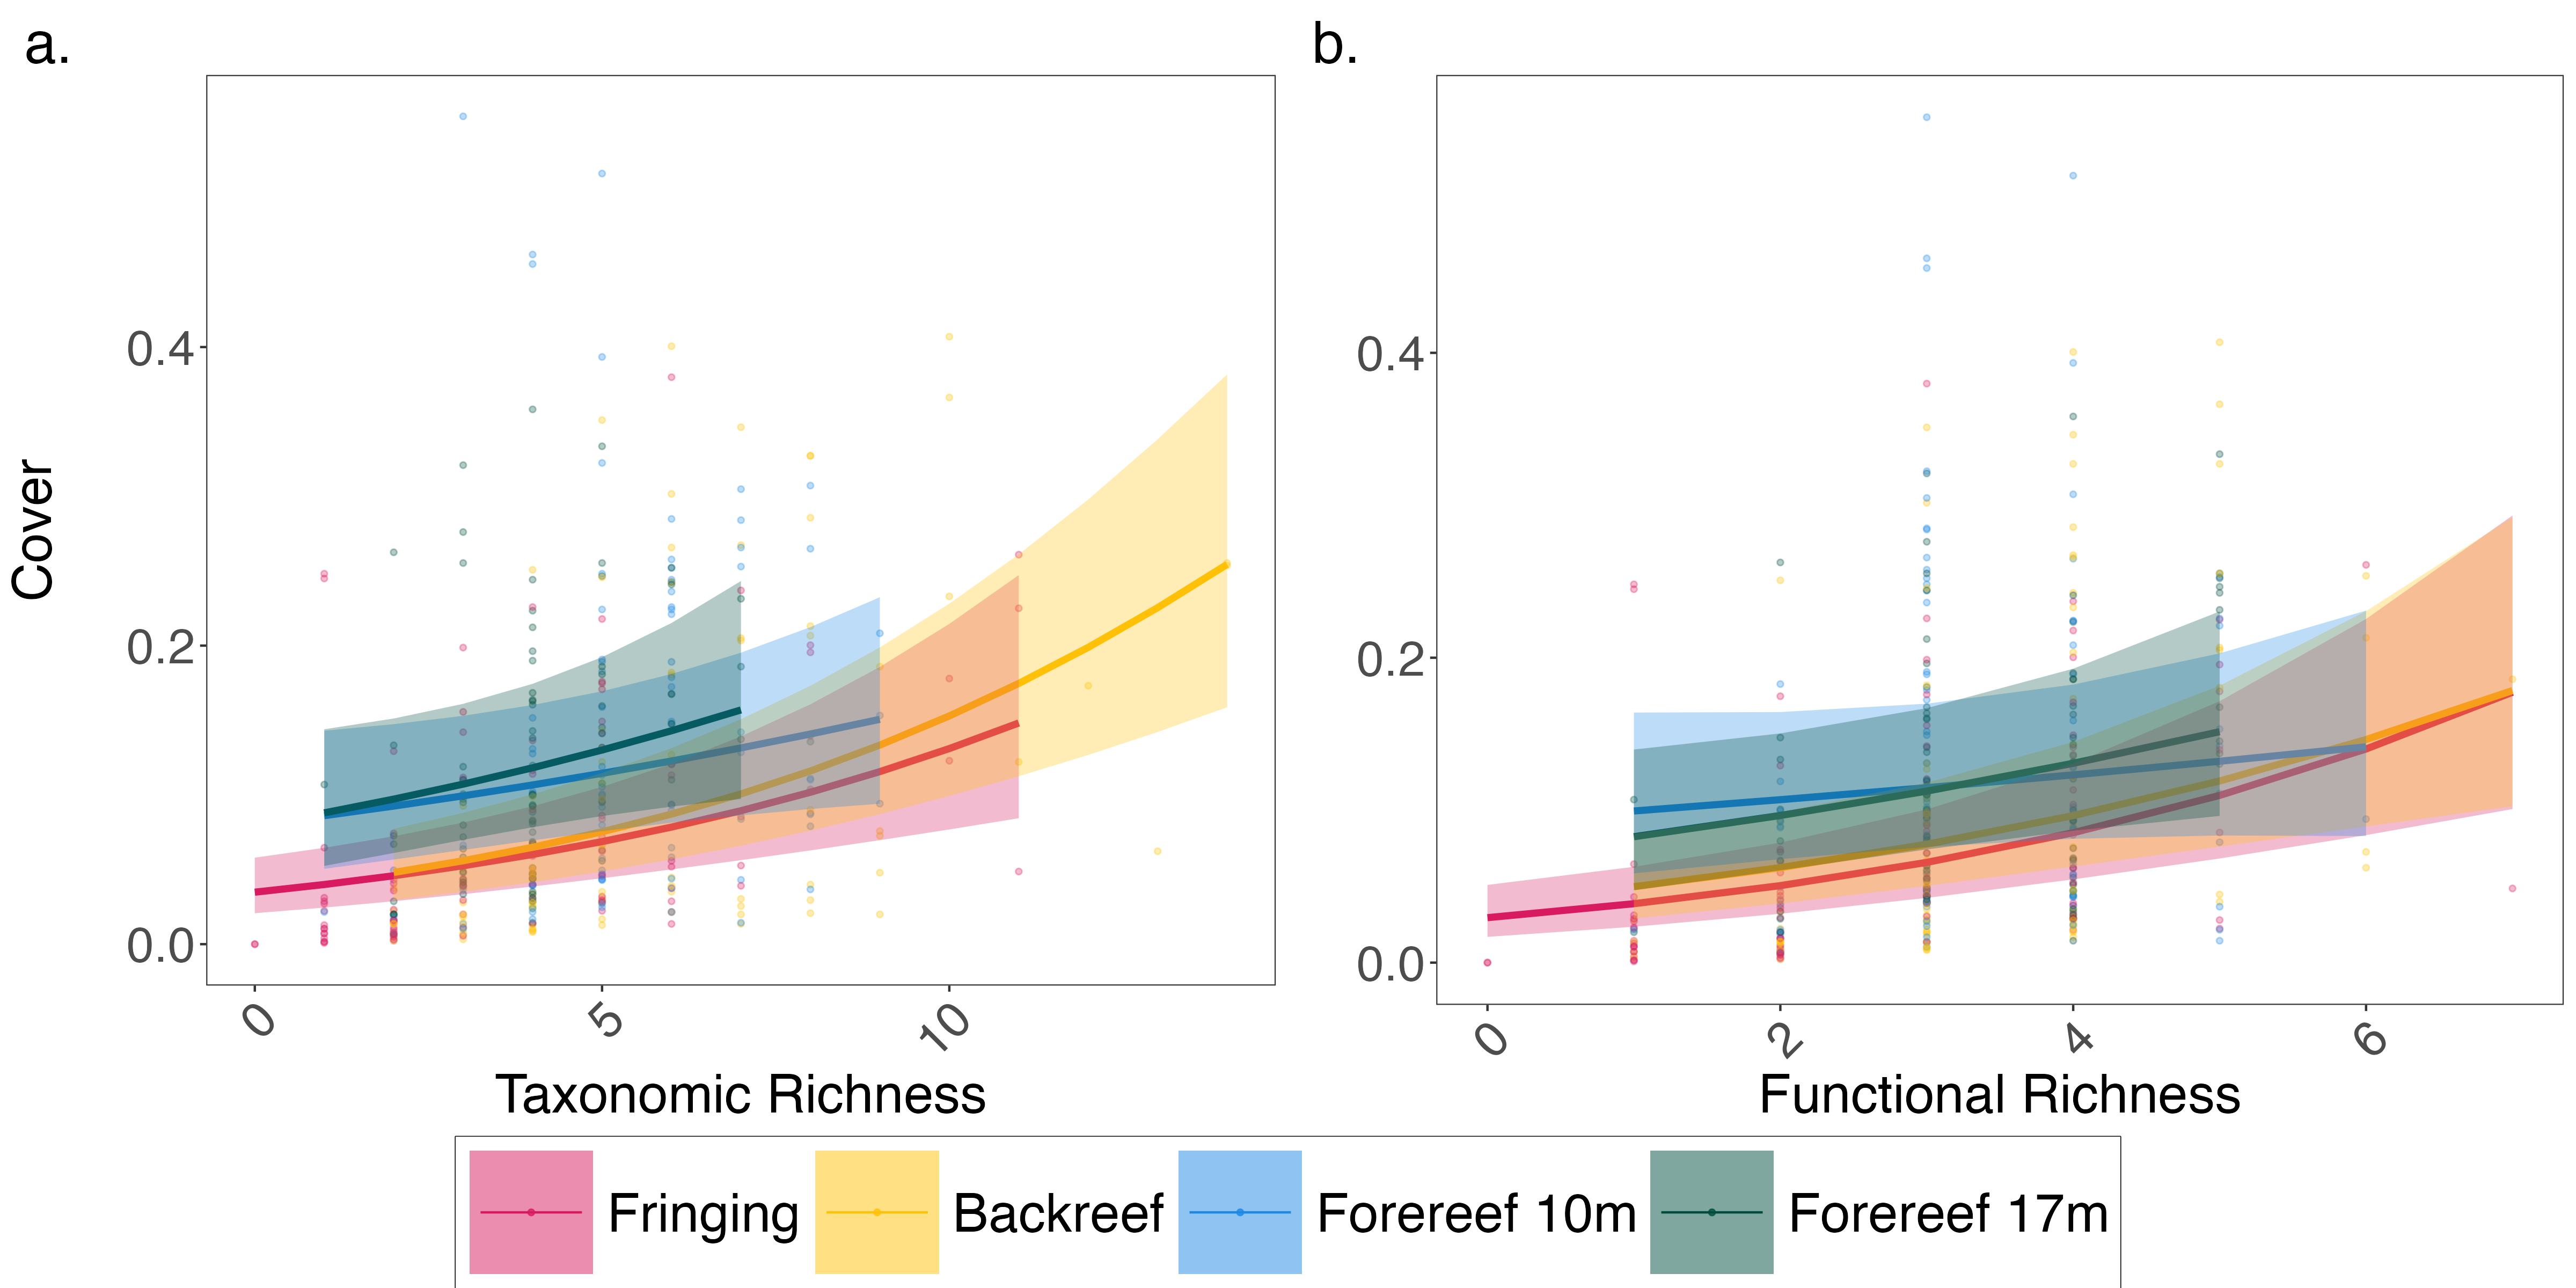 a.
b.
Cover
0.4
0.2
0.0
0 5 10
Taxonomic Richness
0.4
0.2
0.0
0 2 4 6
Functional Richness
Fringing Backreef Forereef 10m Forereef 17m